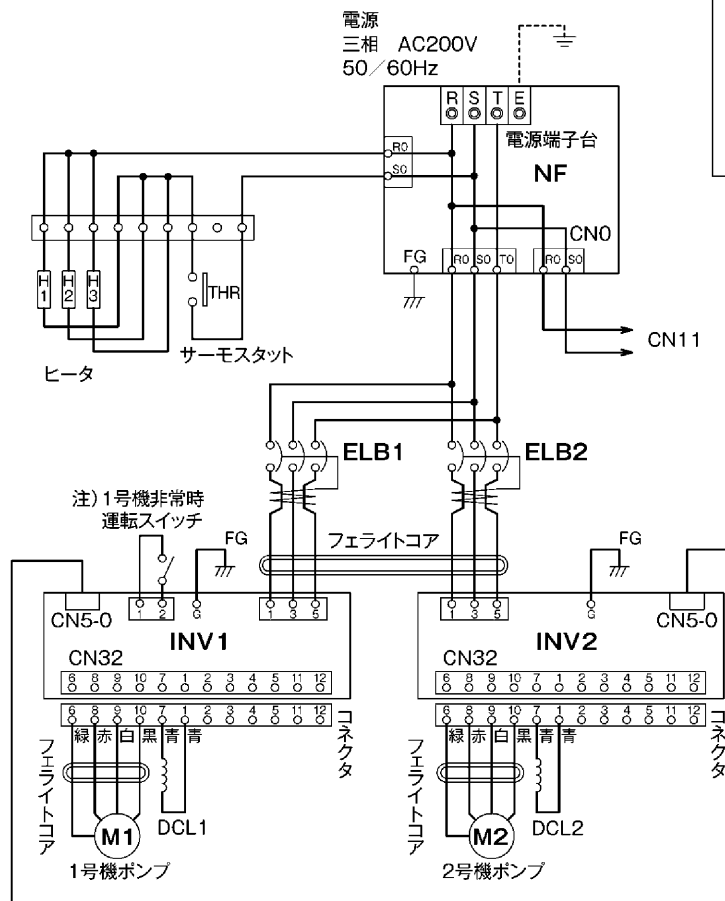 電源
三相 AC200V
50／60Hz
R S T E
電源端子台
NF
R0
S0
CN0
FG
R0 S0 T0
R0 S0
CN11
H1 H2 H3
THR
サーモスタット
ヒータ
ELB1
ELB2
注）1号機非常時
運転スイッチ
FG
フェライトコア
FG
CN5-0
1 2
G
1 3 5
INV1
CN32
6 8 9 10 7 1 2 3 4 5 11 12
6 8 9 10 7 1 2 3 4 5 11 12
緑 赤 白 黒 青 青
コネクタ
フェライトコア
M1
DCL1
1号機ポンプ
1 3 5
G
CN5-0
INV2
CN32
6 8 9 10 7 1 2 3 4 5 11 12
6 8 9 10 7 1 2 3 4 5 11 12
緑 赤 白 黒 青 青
コネクタ
フェライトコア
M2
DCL2
2号機ポンプ